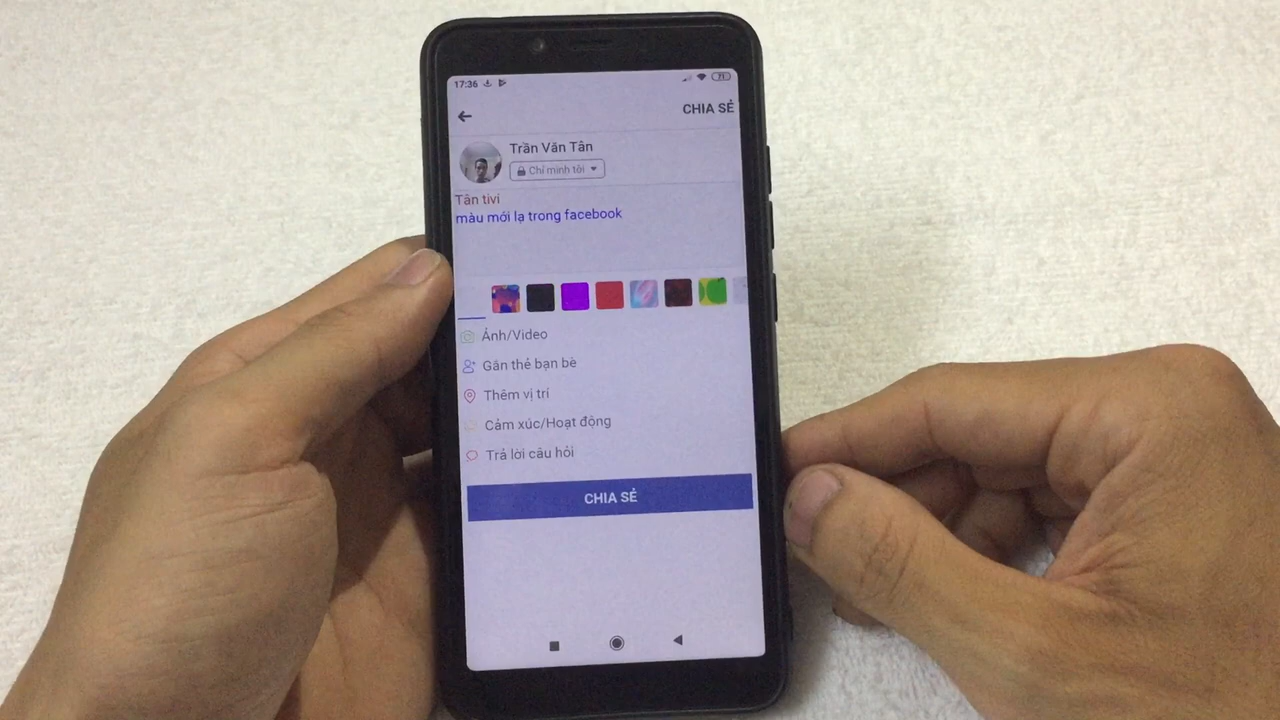 17:36
71
CHIA SẺ
Trần Văn Tân
Chỉ mình tôi
Tân tivi
màu mới lạ trong facebook
Ảnh/Video
Gắn thẻ bạn bè
Thêm vị trí
Cảm xúc/Hoạt động
Trả lời câu hỏi
CHIA SẺ